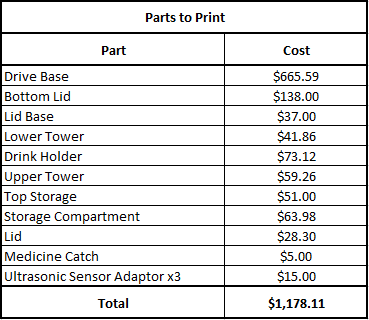 Parts to Print
Part Cost
Drive Base $665.59
Bottom Lid $138.00
Lid Base $37.00
Lower Tower $41.86
Drink Holder $73.12
Upper Tower $59.26
Top Storage $51.00
Storage Compartment $63.98
Lid $28.30
Medicine Catch $5.00
Ultrasonic Sensor Adaptor x3 $15.00
Total $1,178.11